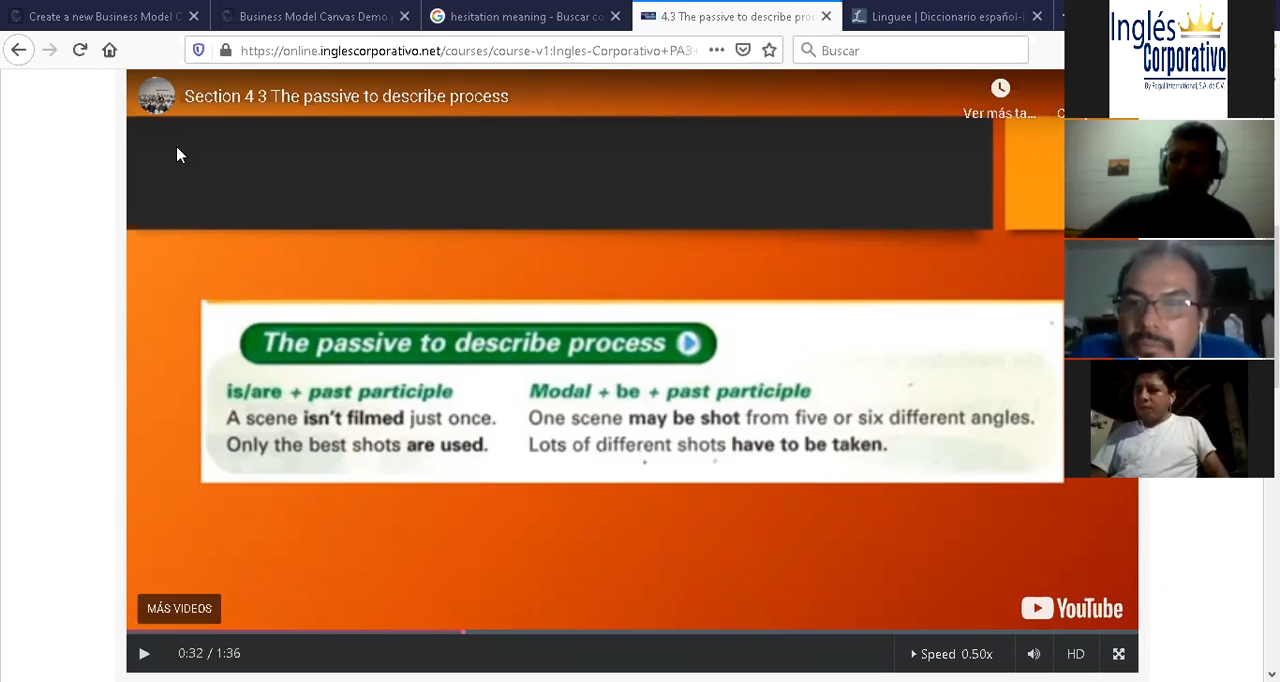 Create a new Business Model C
Business Model Canvas Demo
hesitation meaning - Buscar co
4.3 The passive to describe pro
Linguee | Diccionario español-i
https://online.inglescorporativo.net/courses/course-v1:Ingles-Corporativo+PA3
Buscar
Inglés
Corporativo
By Regal International, S.A. de C.V.
Section 4 3 The passive to describe process
Ver más ta...
The passive to describe process
is/are + past participle
Modal + be + past participle
A scene isn't filmed just once.
One scene may be shot from five or six different angles.
Only the best shots are used.
Lots of different shots have to be taken.
MÁS VIDEOS
YouTube
0:32 / 1:36
Speed 0.50x
HD